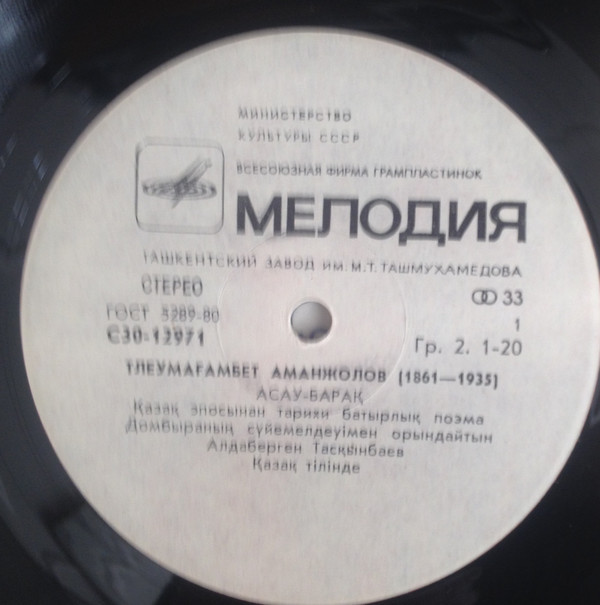 МИНИСТЕРСТВО
КУЛЬТУРЫ СССР
ВСЕСОЮЗНАЯ ФИРМА ГРАМПЛАСТИНОК
МЕЛОДИЯ
ТАШКЕНТСКИЙ ЗАВОД ИМ. М.Т. ТАШМУХАМЕДОВА
СТЕРЕО
33
ГОСТ 5289-80
1
С30-12971
Гр. 2. 1-20
ТЛЕУМАГАМБЕТ АМАНЖОЛОВ (1861—1935)
АСАУ-БАРАҚ
Қазақ эпосынан тарихи батырлық поэма
Домбыраның сүйемелдеуімен орындайтын
Алдаберген Тасқынбаев
Қазақ тілінде